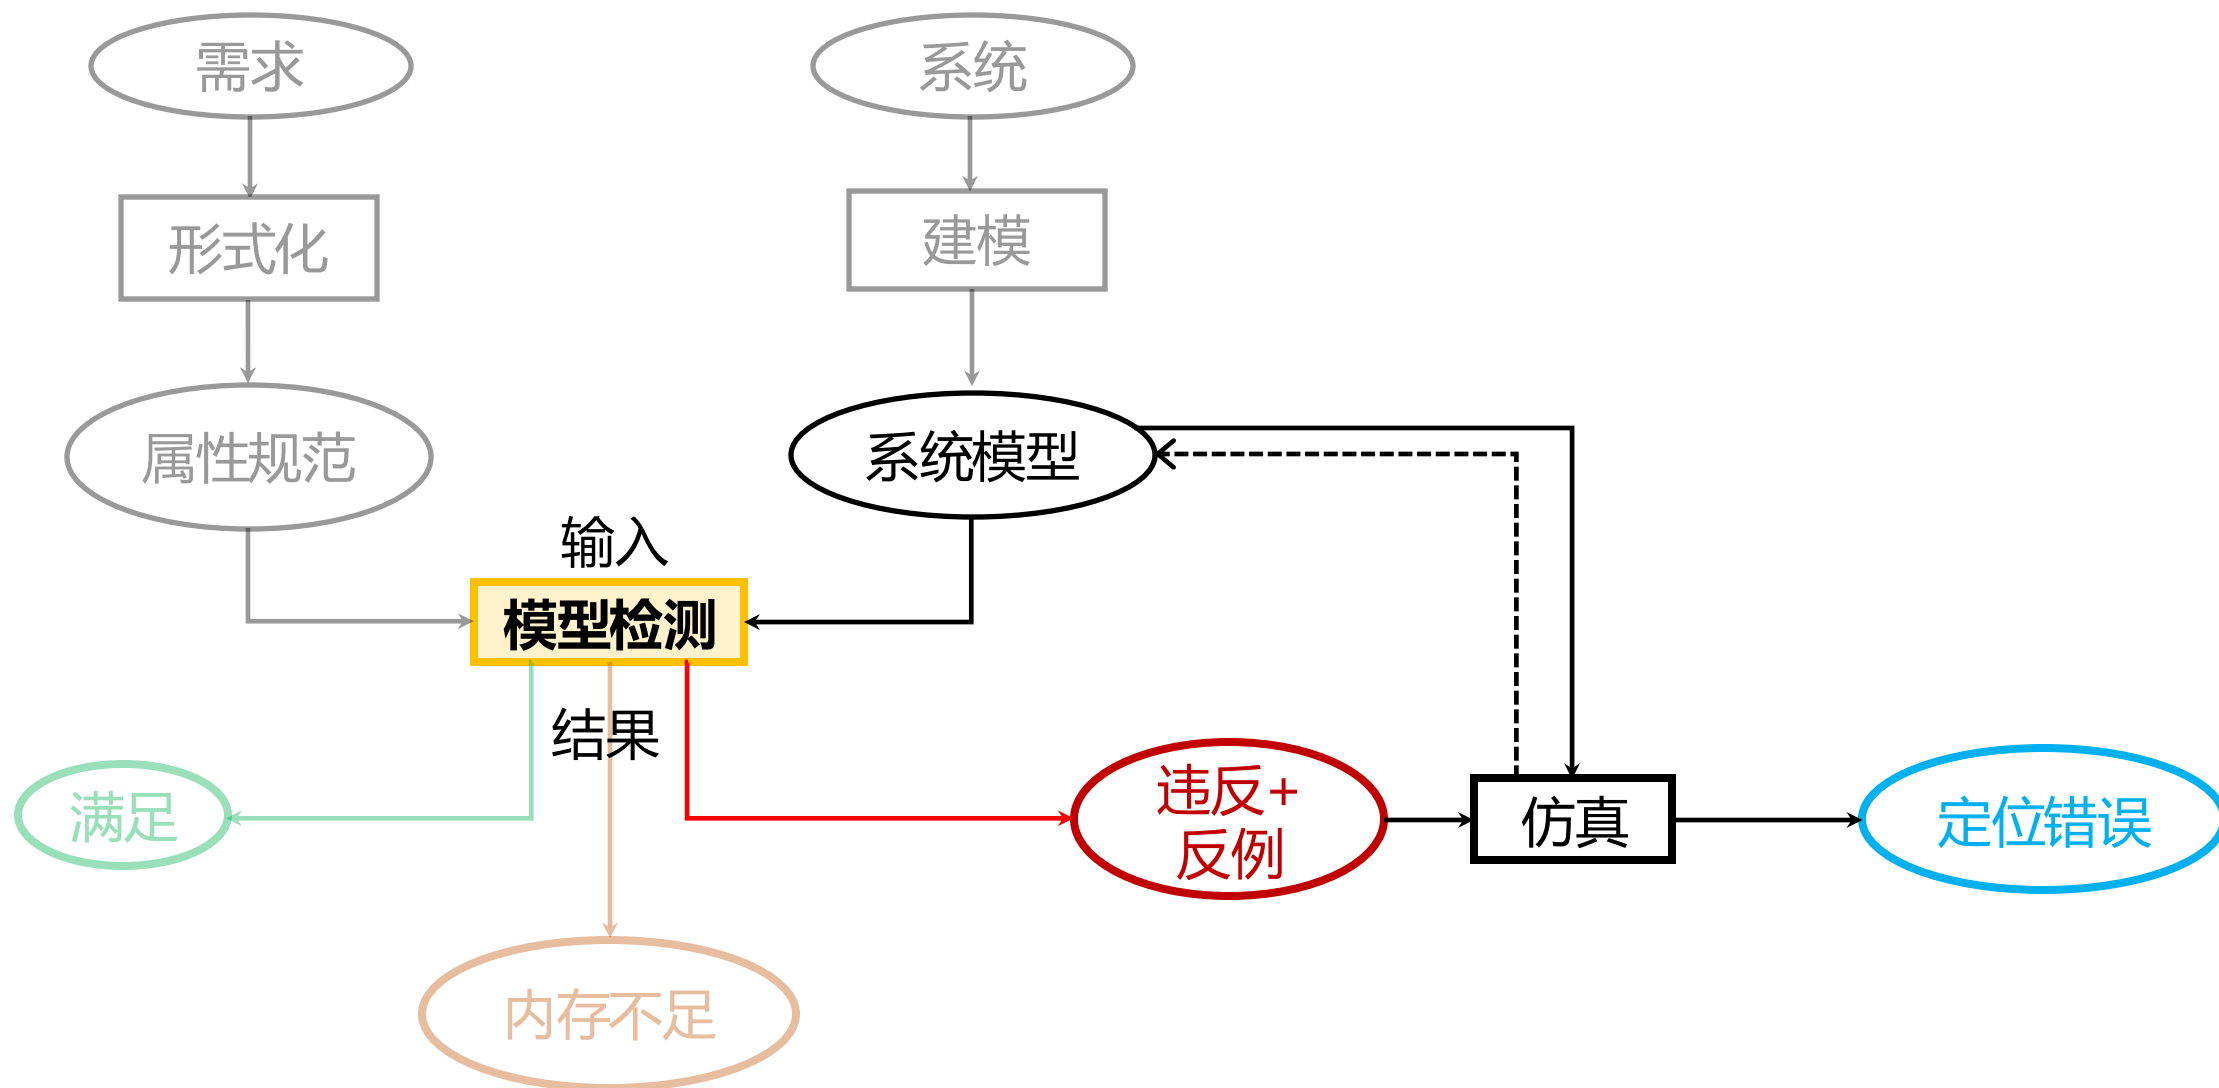 需求
系统
形式化
建模
属性规范
系统模型
输入
模型检测
结果
满足
违反+
反例
仿真
定位错误
内存不足